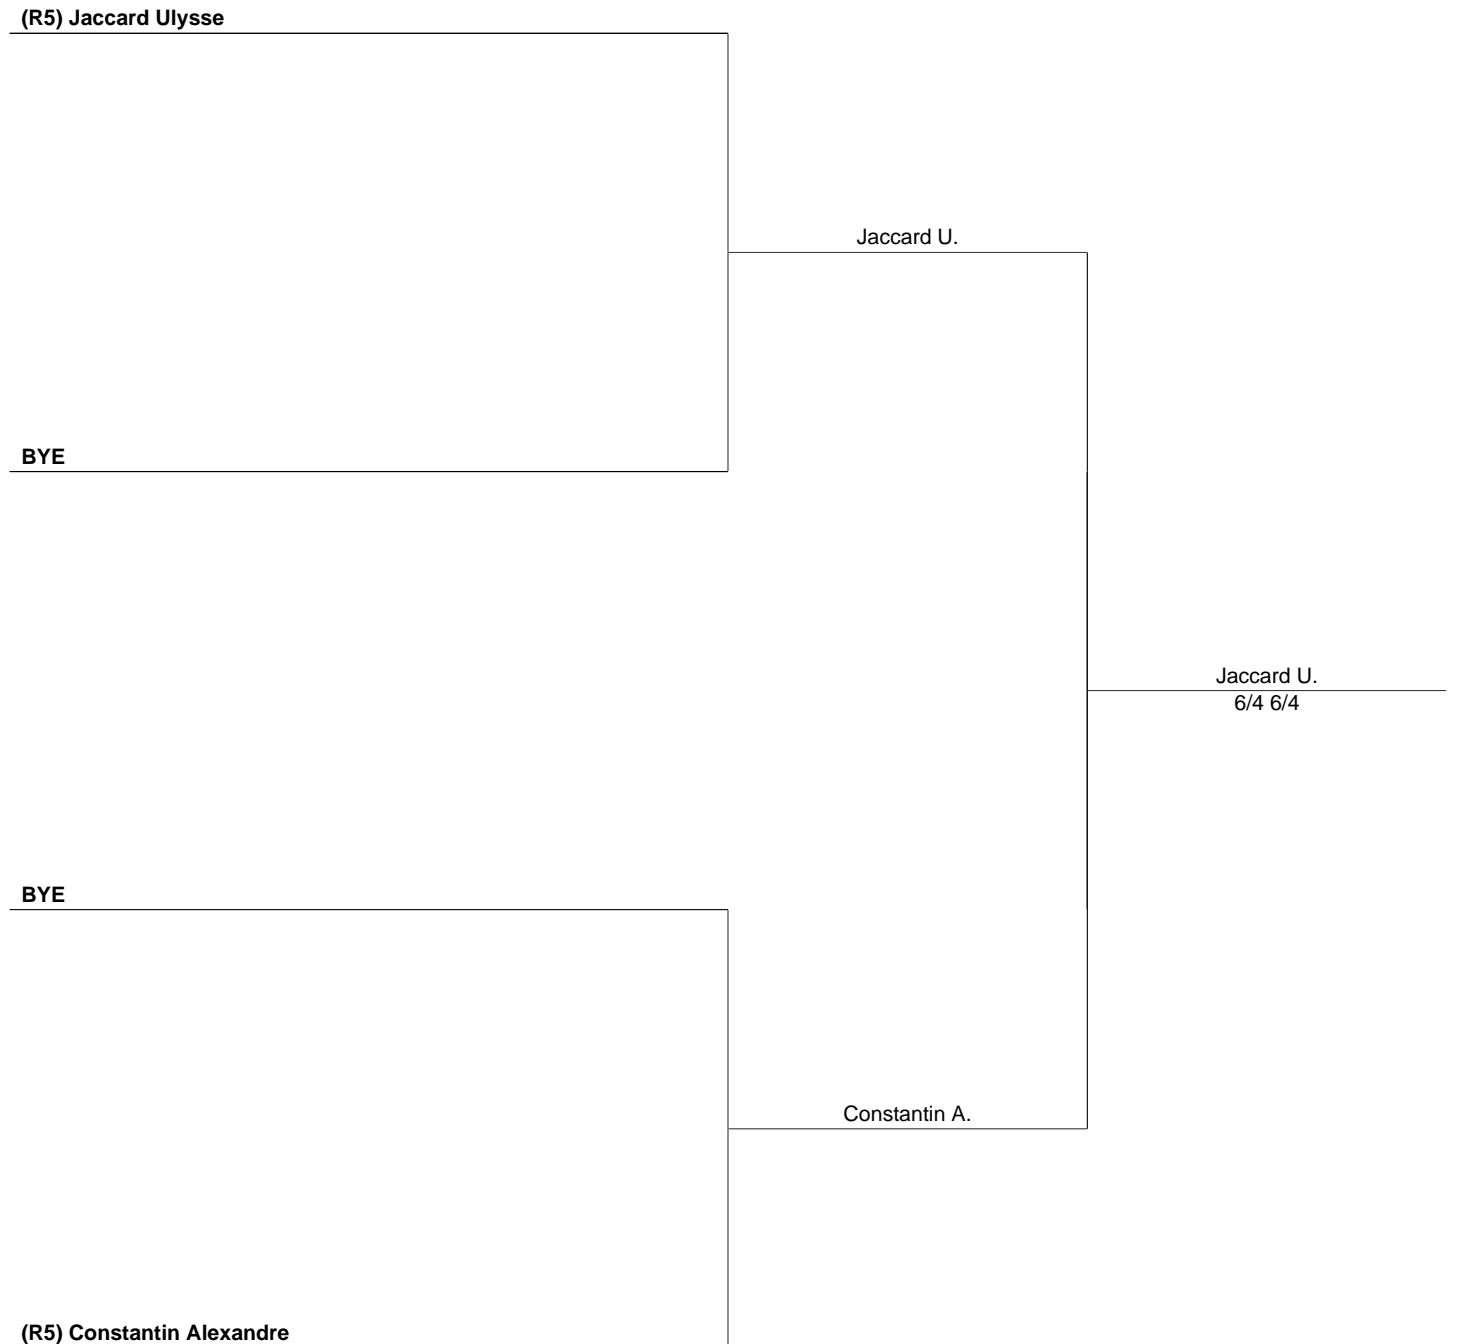 (R5) Jaccard Ulysse
Jaccard U.
BYE
Jaccard U.
6/4 6/4
BYE
Constantin A.
(R5) Constantin Alexandre